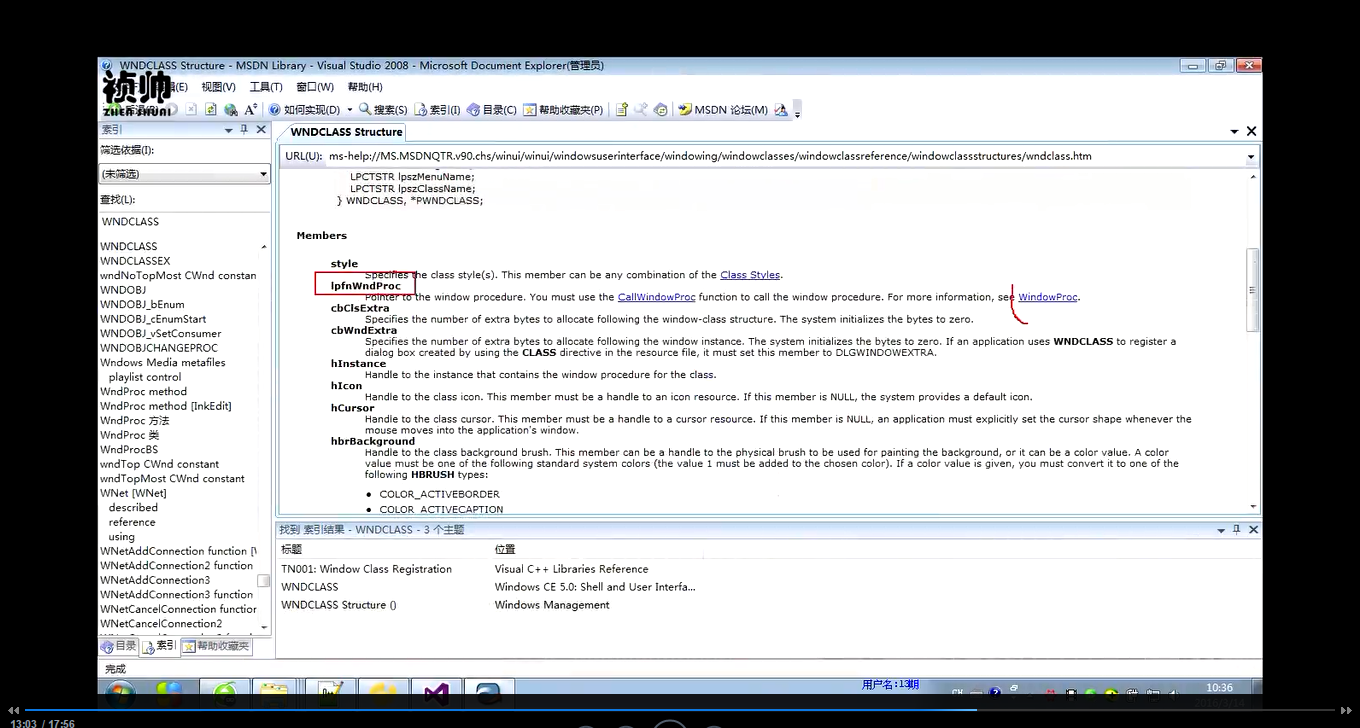 WNDCLASS Structure - MSDN Library - Visual Studio 2008 - Microsoft Document Explorer(管理员)
祯帅
ZHEN SHUAI
视图(V) 工具(T) 窗口(W) 帮助(H)
如何实现(D) 搜索(S) 索引(I) 目录(C) 帮助收藏夹(P) MSDN 论坛(M)
索引
筛选依据(I):
(未筛选)
查找(L):
WNDCLASS
WNDCLASS
WNDCLASSEX
wndNoTopMost CWnd constan
WNDOBJ
WNDOBJ_bEnum
WNDOBJ_cEnumStart
WNDOBJ_vSetConsumer
WNDOBJCHANGEPROC
Wndows Media metafiles
playlist control
WndProc method
WndProc method [InkEdit]
WndProc 方法
WndProc 类
WndProcBS
wndTop CWnd constant
wndTopMost CWnd constant
WNet [WNet]
described
reference
using
WNetAddConnection function [\
WNetAddConnection2 function
WNetAddConnection3
WNetAddConnection3 function
WNetCancelConnection function
WNetCancelConnection2
目录 索引 帮助收藏夹
WNDCLASS Structure
URL(U): ms-help://MS.MSDNQTR.v90.chs/winui/winui/windowsuserinterface/windowing/windowclasses/windowclassreference/windowclassstructures/wndclass.htm
LPCTSTR lpszMenuName;
LPCTSTR lpszClassName;
} WNDCLASS, *PWNDCLASS;
Members
style
Specifies the class style(s). This member can be any combination of the Class Styles.
lpfnWndProc
Pointer to the window procedure. You must use the CallWindowProc function to call the window procedure. For more information, see WindowProc.
cbClsExtra
Specifies the number of extra bytes to allocate following the window-class structure. The system initializes the bytes to zero.
cbWndExtra
Specifies the number of extra bytes to allocate following the window instance. The system initializes the bytes to zero. If an application uses WNDCLASS to register a
dialog box created by using the CLASS directive in the resource file, it must set this member to DLGWINDOWEXTRA.
hInstance
Handle to the instance that contains the window procedure for the class.
hIcon
Handle to the class icon. This member must be a handle to an icon resource. If this member is NULL, the system provides a default icon.
hCursor
Handle to the class cursor. This member must be a handle to a cursor resource. If this member is NULL, an application must explicitly set the cursor shape whenever the
mouse moves into the application's window.
hbrBackground
Handle to the class background brush. This member can be a handle to the physical brush to be used for painting the background, or it can be a color value. A color
value must be one of the following standard system colors (the value 1 must be added to the chosen color). If a color value is given, you must convert it to one of the
following HBRUSH types:
• COLOR_ACTIVEBORDER
• COLOR_ACTIVECAPTION
找到 索引结果 - WNDCLASS - 3 个主题
标题 位置
TN001: Window Class Registration Visual C++ Libraries Reference
WNDCLASS Windows CE 5.0: Shell and User Interfa...
WNDCLASS Structure () Windows Management
完成
用户名:13期
10:36
13:03 / 17:56